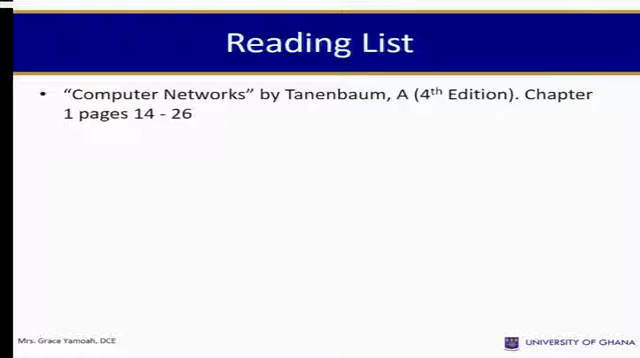 Reading List
• “Computer Networks” by Tanenbaum, A (4th Edition). Chapter
1 pages 14 - 26
Mrs. Grace Yamoah, DCE
UNIVERSITY OF GHANA